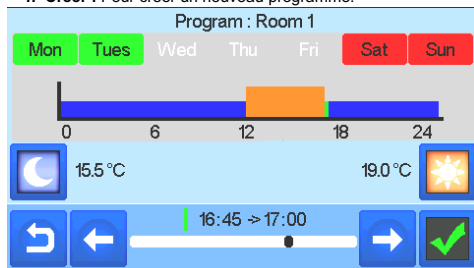 Program : Room 1
Mon Tues Wed Thu Fri Sat Sun
0 6 12 18 24
15.5 °C 19.0 °C
16:45 -> 17:00